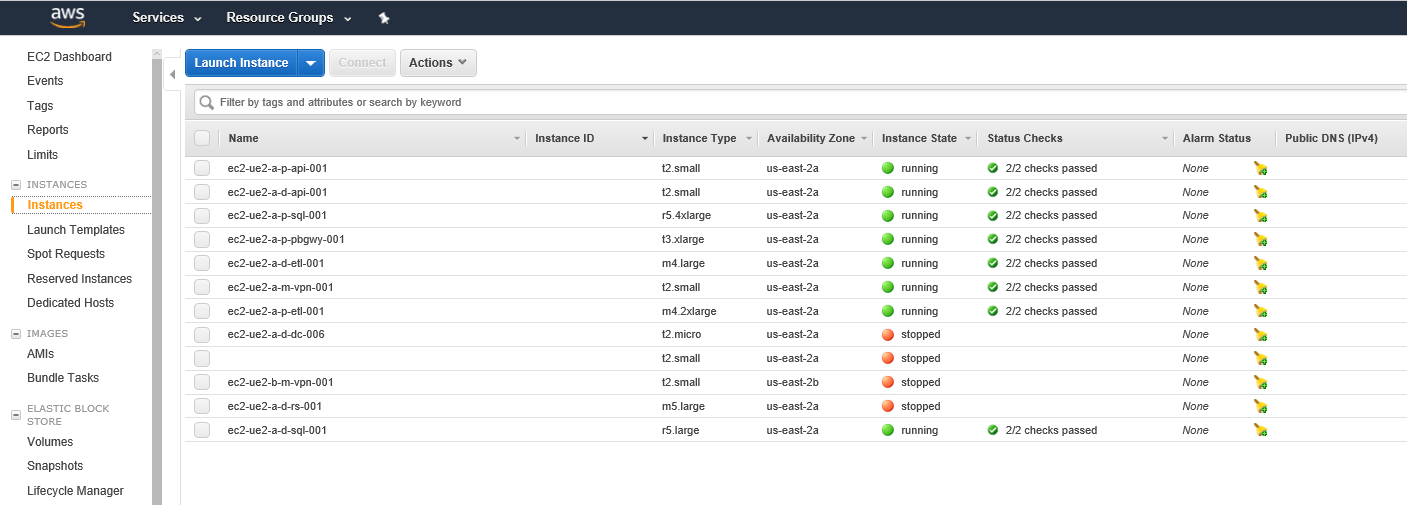 aws Services Resource Groups
EC2 Dashboard
Events
Tags
Reports
Limits
INSTANCES
Instances
Launch Templates
Spot Requests
Reserved Instances
Dedicated Hosts
IMAGES
AMIs
Bundle Tasks
ELASTIC BLOCK
STORE
Volumes
Snapshots
Lifecycle Manager
Launch Instance Connect Actions
Filter by tags and attributes or search by keyword
Name Instance ID Instance Type Availability Zone Instance State Status Checks Alarm Status Public DNS (IPv4)
ec2-ue2-a-p-api-001 t2.small us-east-2a running 2/2 checks passed None
ec2-ue2-a-d-api-001 t2.small us-east-2a running 2/2 checks passed None
ec2-ue2-a-p-sql-001 r5.4xlarge us-east-2a running 2/2 checks passed None
ec2-ue2-a-p-pbgwy-001 t3.xlarge us-east-2a running 2/2 checks passed None
ec2-ue2-a-d-etl-001 m4.large us-east-2a running 2/2 checks passed None
ec2-ue2-a-m-vpn-001 t2.small us-east-2a running 2/2 checks passed None
ec2-ue2-a-p-etl-001 m4.2xlarge us-east-2a running 2/2 checks passed None
ec2-ue2-a-d-dc-006 t2.micro us-east-2a stopped None
t2.small us-east-2a stopped None
ec2-ue2-b-m-vpn-001 t2.small us-east-2b stopped None
ec2-ue2-a-d-rs-001 m5.large us-east-2a stopped None
ec2-ue2-a-d-sql-001 r5.large us-east-2a running 2/2 checks passed None